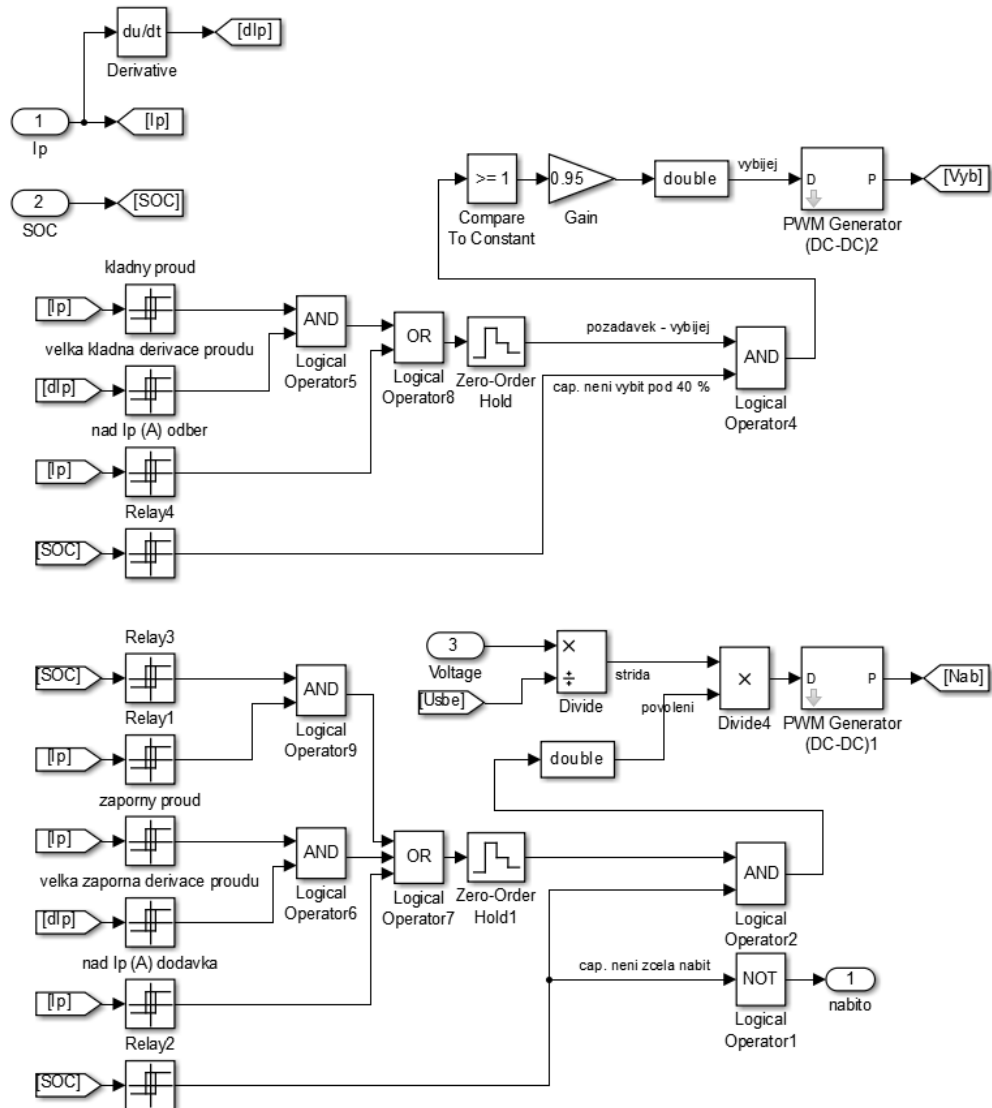 du/dt
[dIp]
Derivative
1
[Ip]
Ip
2
[SOC]
SOC
>= 1
0.95
double
vybijej
D
P
[Vyb]
Compare
To Constant
Gain
PWM Generator
(DC-DC)2
kladny proud
[Ip]
AND
velka kladna derivace proudu
Logical
Operator5
OR
pozadavek - vybijej
AND
[dIp]
Logical
Operator8
Zero-Order
Hold
cap. neni vybit pod 40 %
Logical
Operator4
nad Ip (A) odber
[Ip]
Relay4
[SOC]
Relay3
[SOC]
AND
Logical
Operator9
Relay1
[Ip]
3
Voltage
[Usbe]
×
÷
Divide
strida
povoleni
×
Divide4
D
P
[Nab]
PWM Generator
(DC-DC)1
double
zaporny proud
[Ip]
AND
velka zaporna derivace proudu
Logical
Operator6
OR
Logical
Operator7
Zero-Order
Hold1
AND
Logical
Operator2
[dIp]
nad Ip (A) dodavka
[Ip]
cap. neni zcela nabit
NOT
1
nabito
Logical
Operator1
Relay2
[SOC]